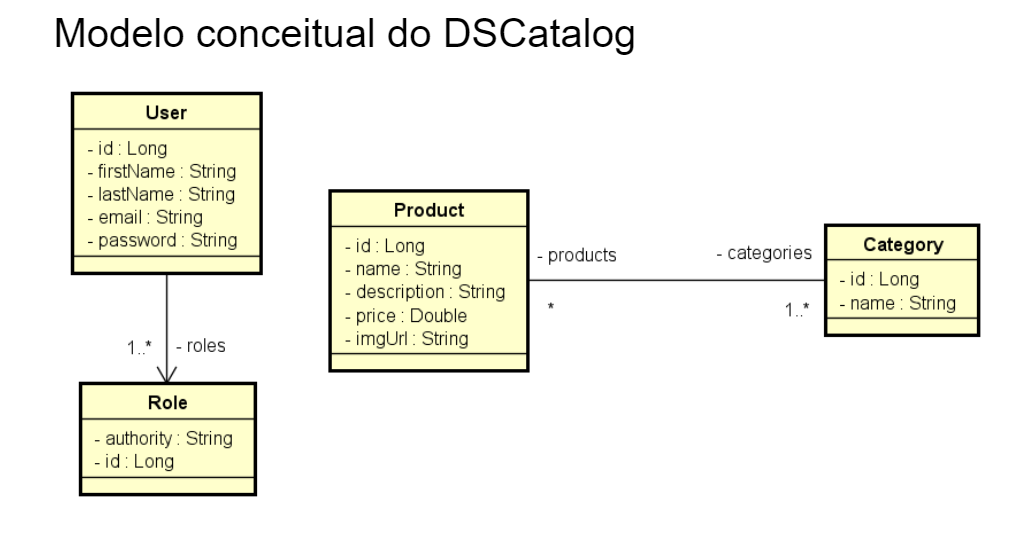 Modelo conceitual do DSCatalog
User
- id : Long
- firstName : String
- lastName : String
- email : String
- password : String
1..* - roles
Role
- authority : String
- id : Long
Product
- id : Long
- name : String
- description : String
- price : Double
- imgUrl : String
- products - categories
* 1..*
Category
- id : Long
- name : String